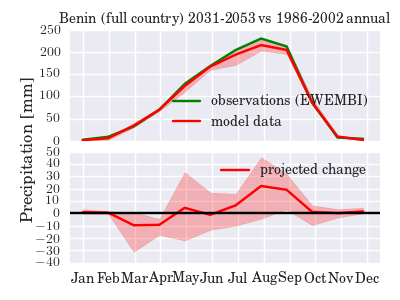 Benin (full country) 2031-2053 vs 1986-2002 annual
250
200
150
100
50
0
observations (EWEMBI)
model data
Precipitation [mm]
50
40
30
20
10
0
−10
−20
−30
−40
projected change
Jan Feb Mar Apr May Jun Jul Aug Sep Oct Nov Dec